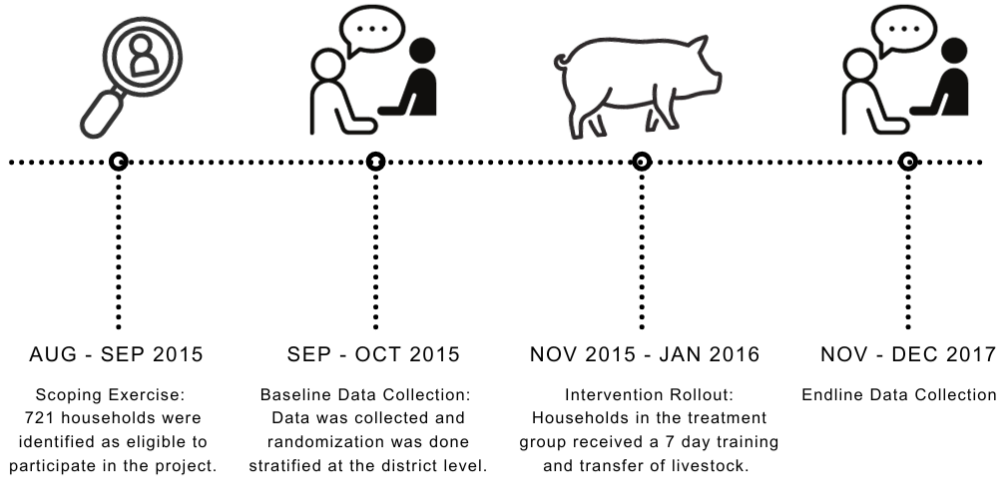 AUG - SEP 2015
Scoping Exercise:
721 households were
identified as eligible to
participate in the project.
SEP - OCT 2015
Baseline Data Collection:
Data was collected and
randomization was done
stratified at the district level.
NOV 2015 - JAN 2016
Intervention Rollout:
Households in the treatment
group received a 7 day training
and transfer of livestock.
NOV - DEC 2017
Endline Data Collection